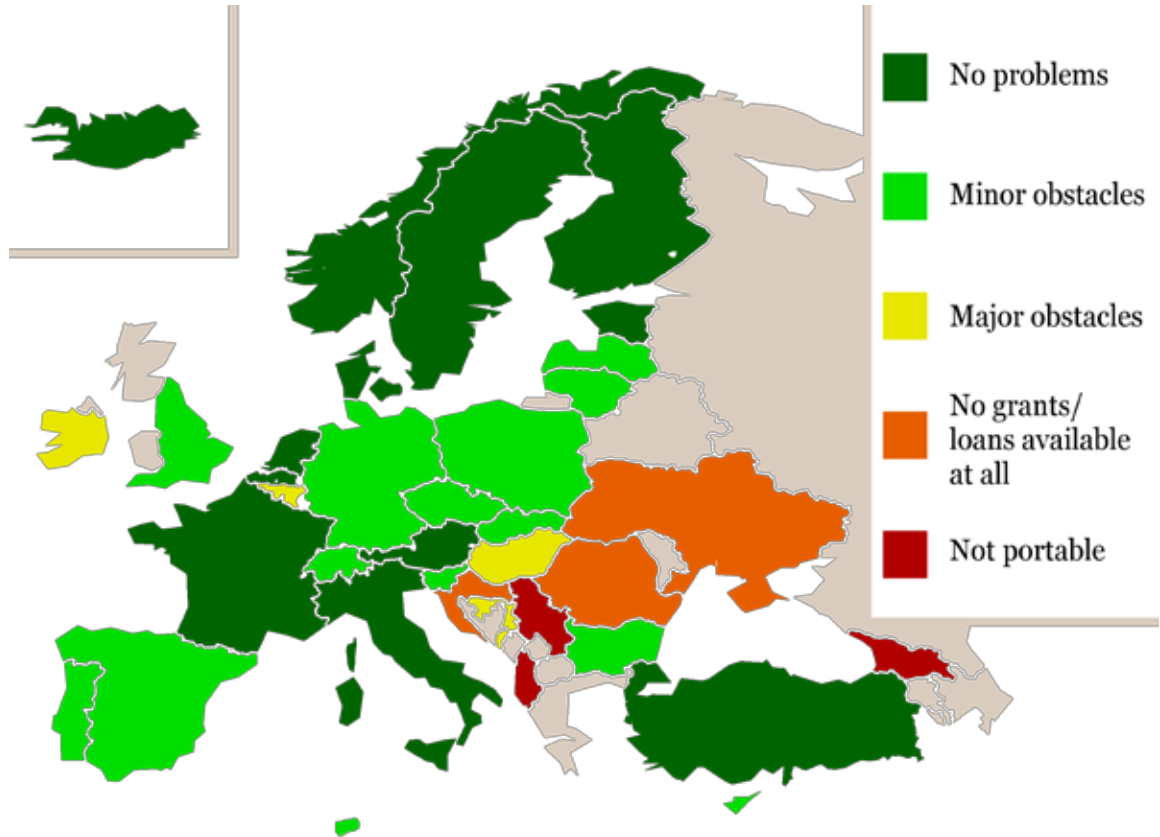 No problems
Minor obstacles
Major obstacles
No grants/
loans available
at all
Not portable